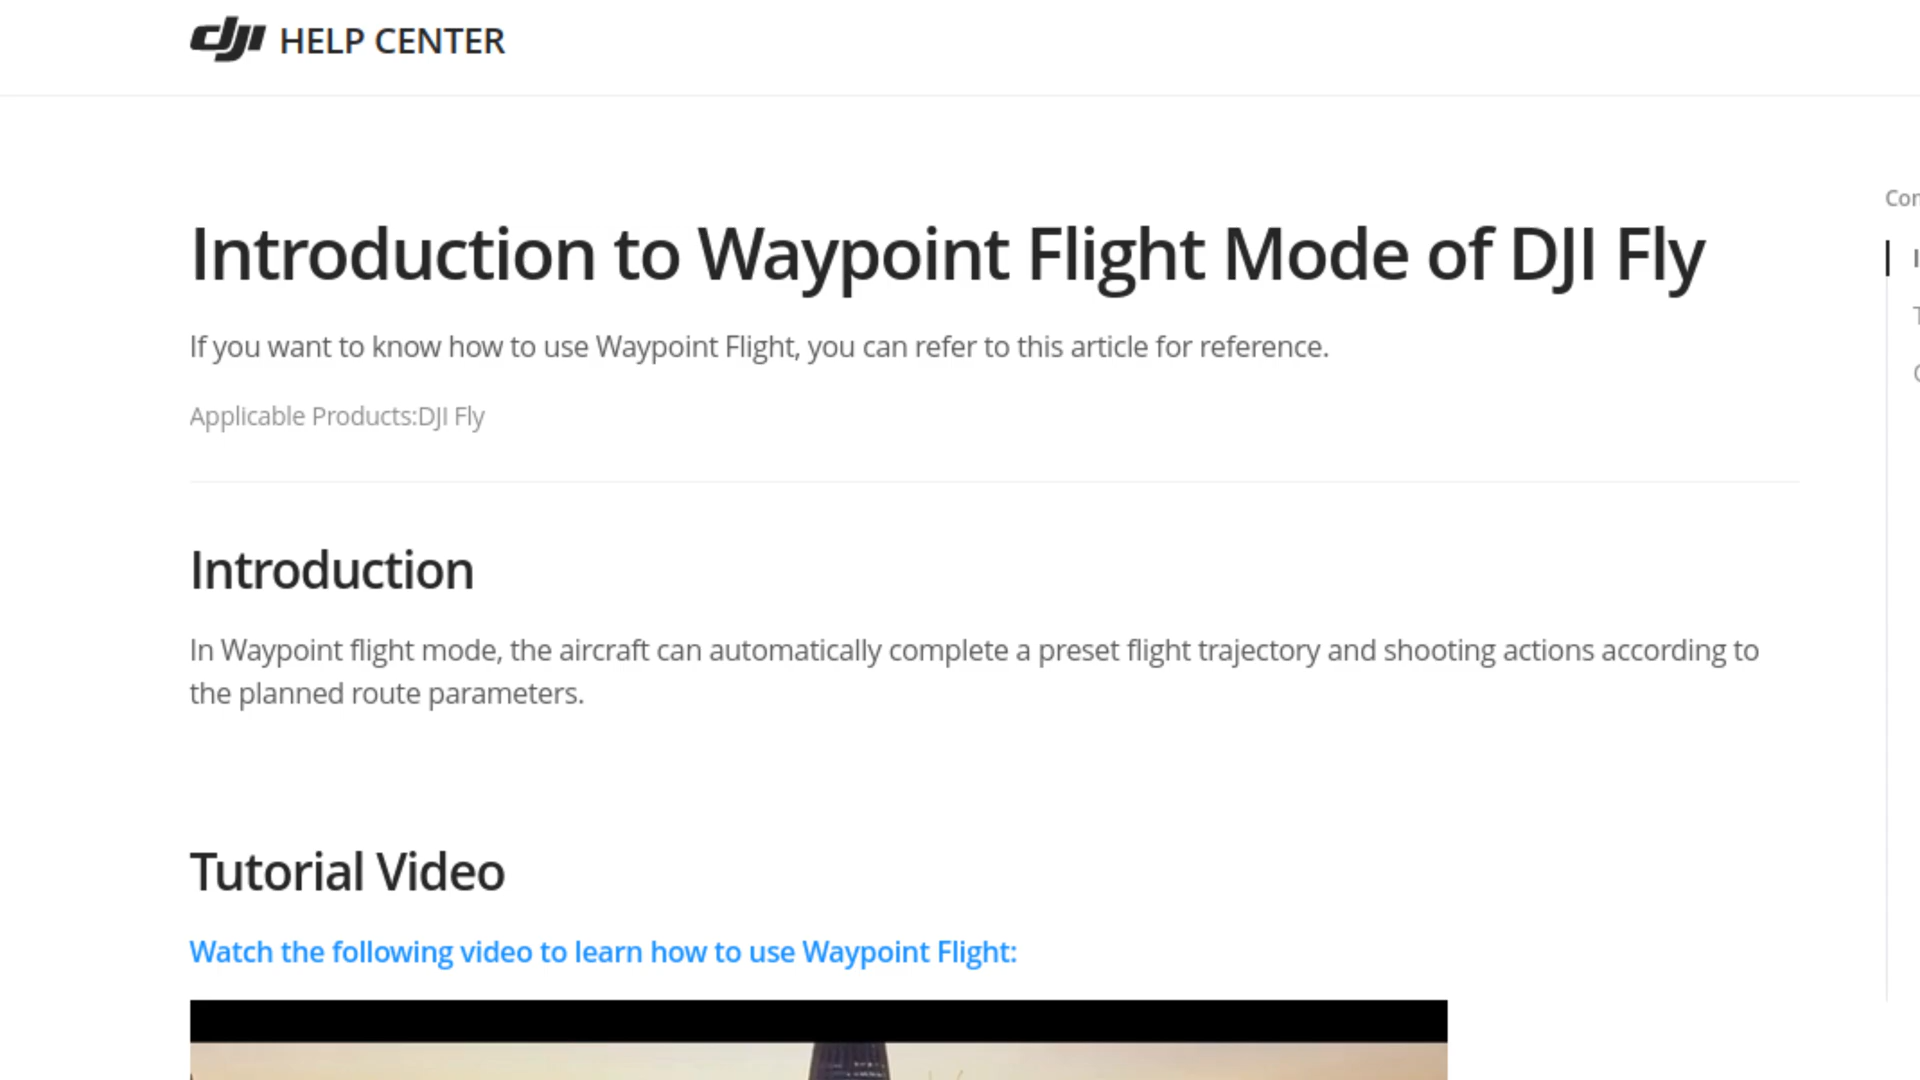 dji HELP CENTER
Introduction to Waypoint Flight Mode of DJI Fly
If you want to know how to use Waypoint Flight, you can refer to this article for reference.
Applicable Products:DJI Fly
Introduction
In Waypoint flight mode, the aircraft can automatically complete a preset flight trajectory and shooting actions according to
the planned route parameters.
Tutorial Video
Watch the following video to learn how to use Waypoint Flight: